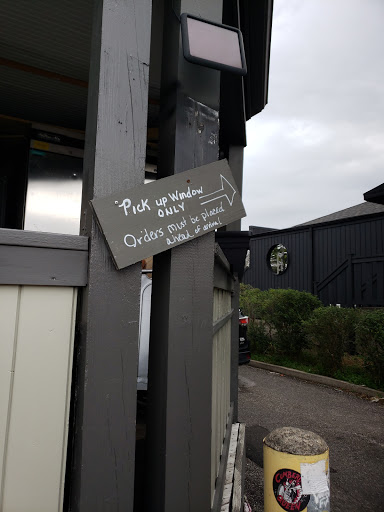 Pick up Window
ONLY
Orders must be placed
ahead of arrival